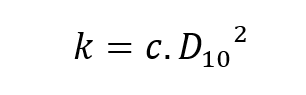 k = c. D₁₀²